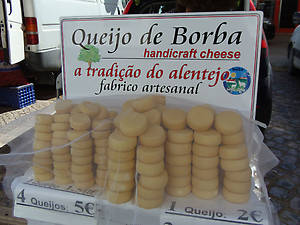 Queijo de Borba
handicraft cheese
a tradição do alentejo
fabrico artesanal
4 Queijos 5€
1 Queijo 2€